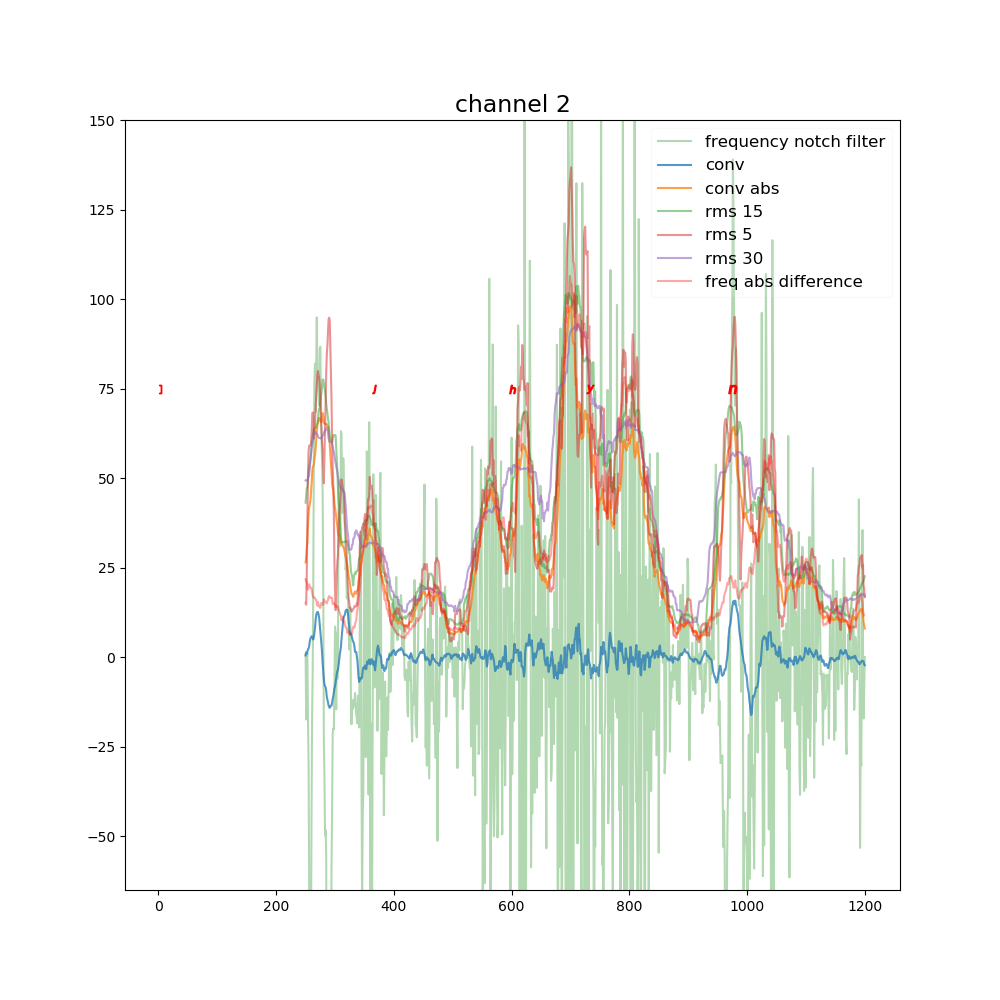 channel 2
150
125
100
75
50
25
0
−25
−50
0 200 400 600 800 1000 1200
frequency notch filter
conv
conv abs
rms 15
rms 5
rms 30
freq abs difference
h y n